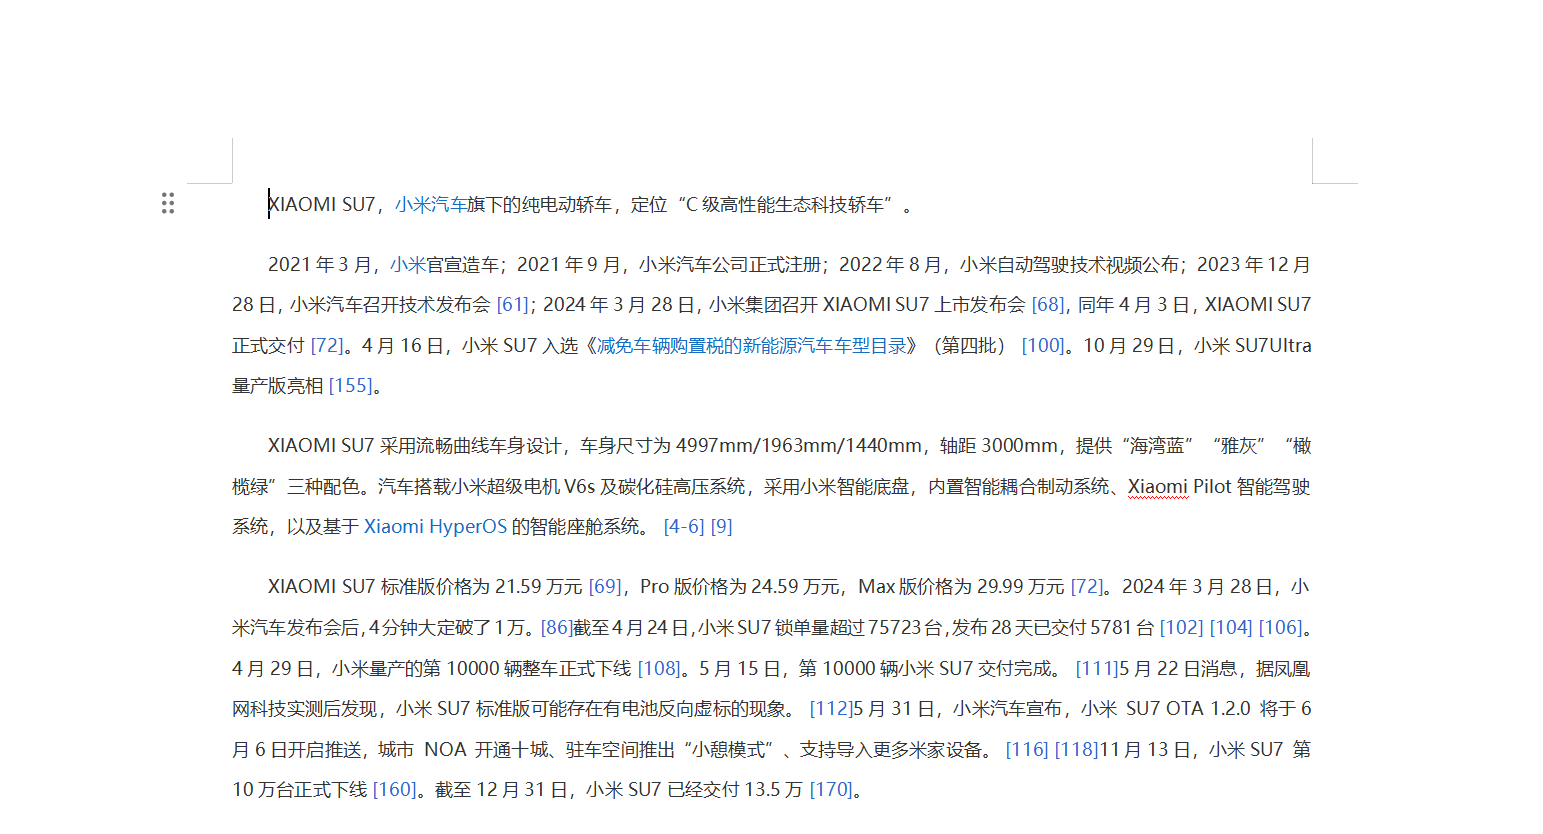 XIAOMI SU7，小米汽车旗下的纯电动轿车，定位“C 级高性能生态科技轿车”。
2021 年 3 月，小米官宣造车；2021 年 9 月，小米汽车公司正式注册；2022 年 8 月，小米自动驾驶技术视频公布；2023 年 12 月
28 日，小米汽车召开技术发布会 [61]；2024 年 3 月 28 日，小米集团召开 XIAOMI SU7 上市发布会 [68]，同年 4 月 3 日，XIAOMI SU7
正式交付 [72]。4 月 16 日，小米 SU7 入选《减免车辆购置税的新能源汽车车型目录》（第四批） [100]。10 月 29 日，小米 SU7Ultra
量产版亮相 [155]。
XIAOMI SU7 采用流畅曲线车身设计，车身尺寸为 4997mm/1963mm/1440mm，轴距 3000mm，提供“海湾蓝”“雅灰”“橄
榄绿”三种配色。汽车搭载小米超级电机 V6s 及碳化硅高压系统，采用小米智能底盘，内置智能耦合制动系统、Xiaomi Pilot 智能驾驶
系统，以及基于 Xiaomi HyperOS 的智能座舱系统。 [4-6] [9]
XIAOMI SU7 标准版价格为 21.59 万元 [69]，Pro 版价格为 24.59 万元，Max 版价格为 29.99 万元 [72]。2024 年 3 月 28 日，小
米汽车发布会后，4 分钟大定破了 1 万。[86]截至 4 月 24 日，小米 SU7 锁单量超过 75723 台，发布 28 天已交付 5781 台 [102] [104] [106]。
4 月 29 日，小米量产的第 10000 辆整车正式下线 [108]。5 月 15 日，第 10000 辆小米 SU7 交付完成。 [111]5 月 22 日消息，据凤凰
网科技实测后发现，小米 SU7 标准版可能存在有电池反向虚标的现象。 [112]5 月 31 日，小米汽车宣布，小米 SU7 OTA 1.2.0 将于 6
月 6 日开启推送，城市 NOA 开通十城、驻车空间推出“小憩模式”、支持导入更多米家设备。 [116] [118]11 月 13 日，小米 SU7 第
10 万台正式下线 [160]。截至 12 月 31 日，小米 SU7 已经交付 13.5 万 [170]。